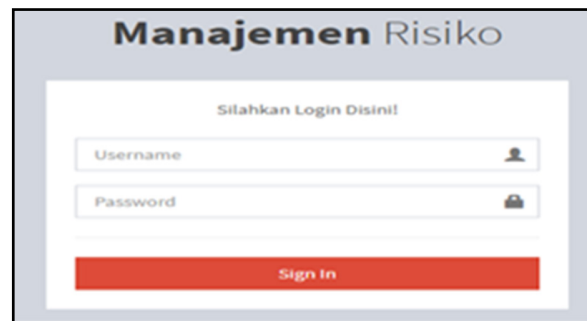 Manajemen Risiko
Silahkan Login Disini!
Username
Password
Sign In